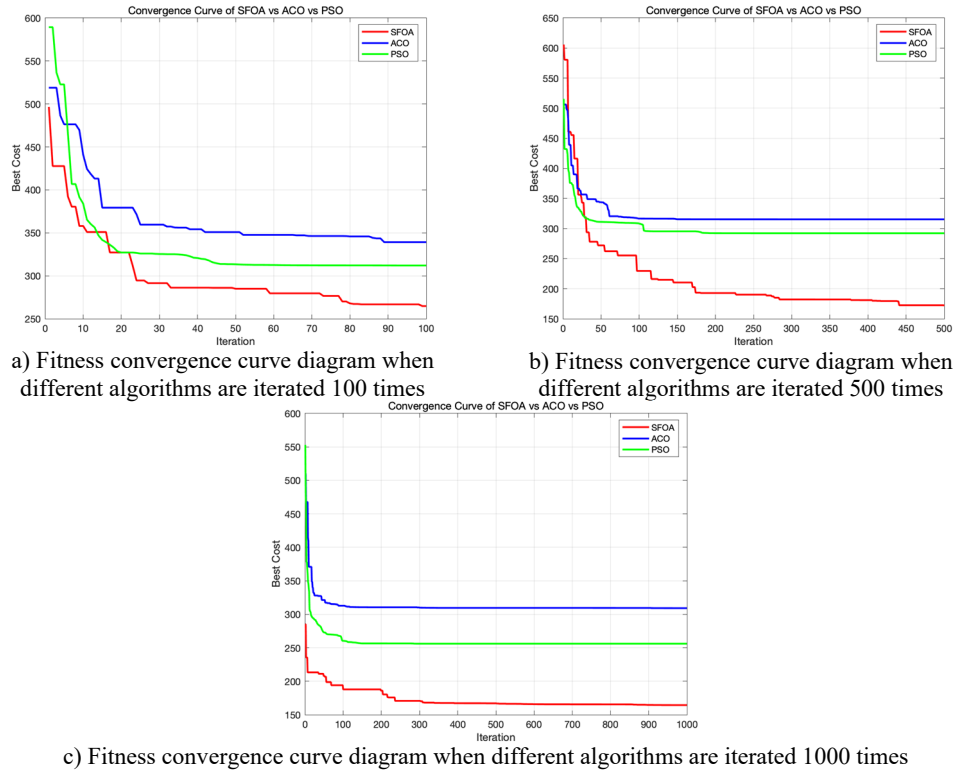 Convergence Curve of SFOA vs ACO vs PSO
600
550
500
450
400
350
300
250
Best Cost
SFOA
ACO
PSO
0 10 20 30 40 50 60 70 80 90 100
Iteration
a) Fitness convergence curve diagram when
different algorithms are iterated 100 times
Convergence Curve of SFOA vs ACO vs PSO
650
600
550
500
450
400
350
300
250
200
150
Best Cost
SFOA
ACO
PSO
0 50 100 150 200 250 300 350 400 450 500
Iteration
b) Fitness convergence curve diagram when
different algorithms are iterated 500 times
Convergence Curve of SFOA vs ACO vs PSO
600
550
500
450
400
350
300
250
200
150
Best Cost
SFOA
ACO
PSO
0 100 200 300 400 500 600 700 800 900 1000
Iteration
c) Fitness convergence curve diagram when different algorithms are iterated 1000 times